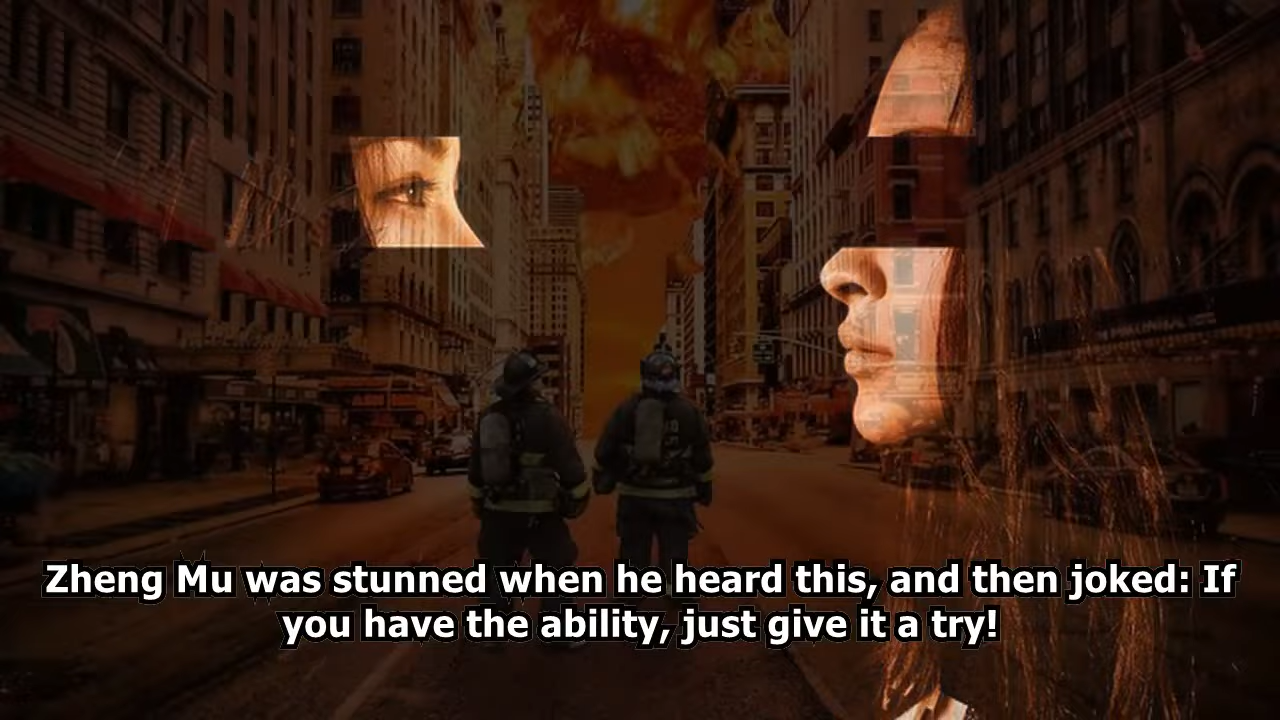 Zheng Mu was stunned when he heard this, and then joked: If
you have the ability, just give it a try!